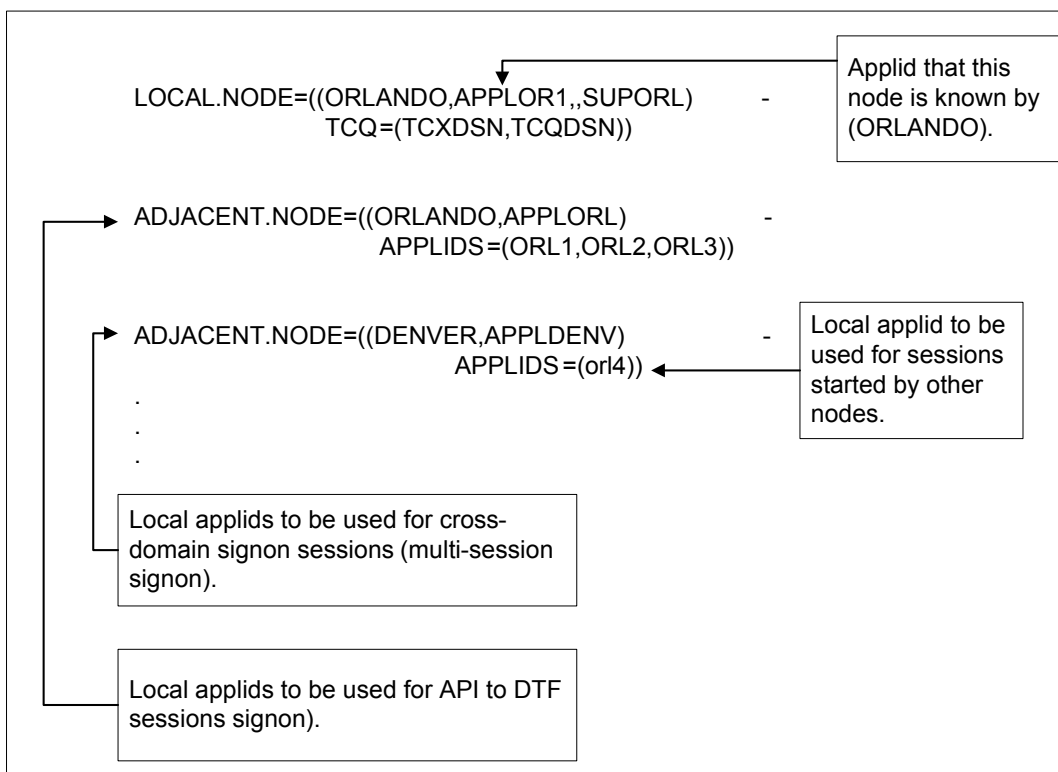 Applid that this
node is known by
(ORLANDO).
LOCAL.NODE=((ORLANDO,APPLOR1,,SUPORL) -
TCQ=(TCXDSN,TCQDSN))
ADJACENT.NODE=((ORLANDO,APPLORL) -
APPLIDS=(ORL1,ORL2,ORL3))
ADJACENT.NODE=((DENVER,APPLDENV) -
APPLIDS=(orl4))
Local applid to be
used for sessions
started by other
nodes.
.
.
.
Local applids to be used for cross-
domain signon sessions (multi-session
signon).
Local applids to be used for API to DTF
sessions signon).